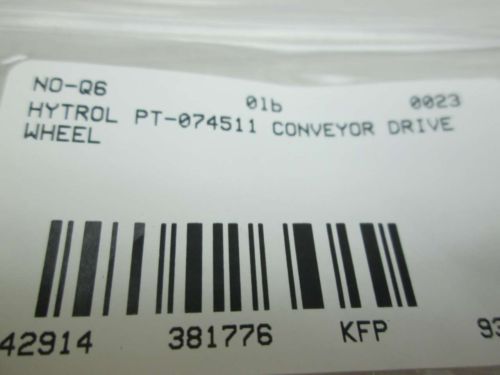 NO-Q6 01b 0023
HYTROL PT-074511 CONVEYOR DRIVE
WHEEL
42914 381776 KFP 93